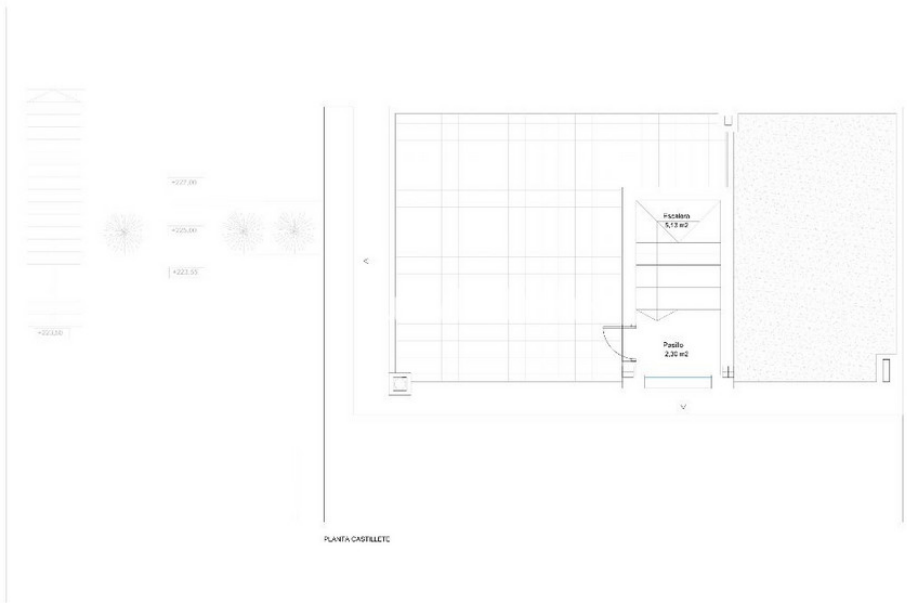 +227,00
Escalera
5,13 m2
+225,00
+223,55
+223,00
Pasillo
2,30 m2
PLANTA CASTILLETE